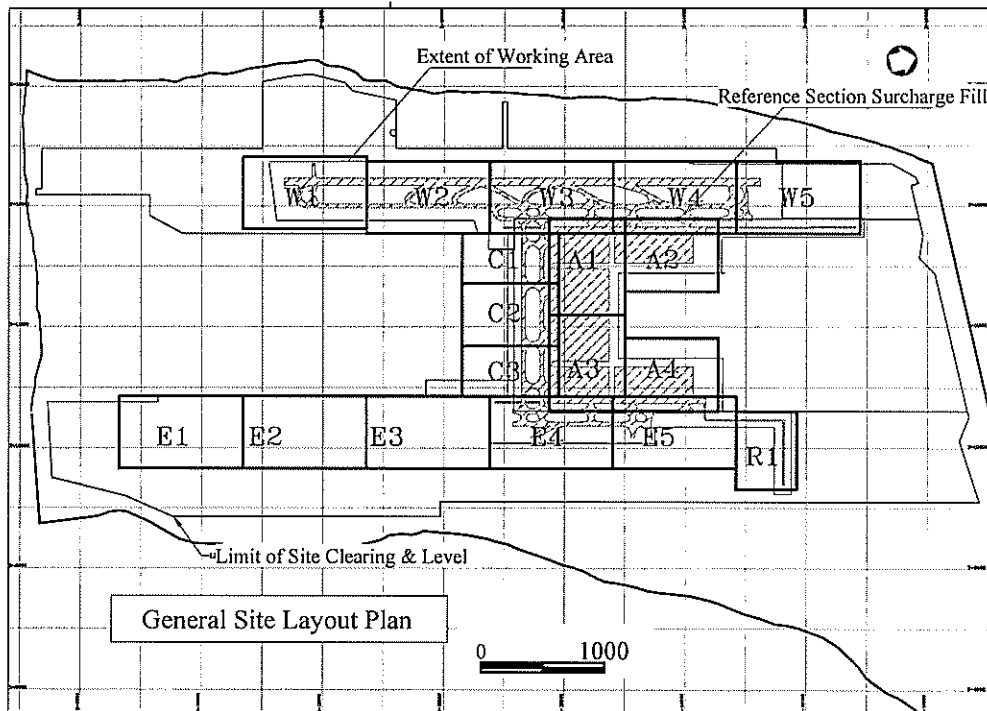 Extent of Working Area
Reference Section Surcharge Fill
W1 W2 W3 W4 W5
C1 A1 A2
C2
C3 A3 A4
E1 E2 E3 E4 E5
R1
Limit of Site Clearing & Level
General Site Layout Plan
0 1000